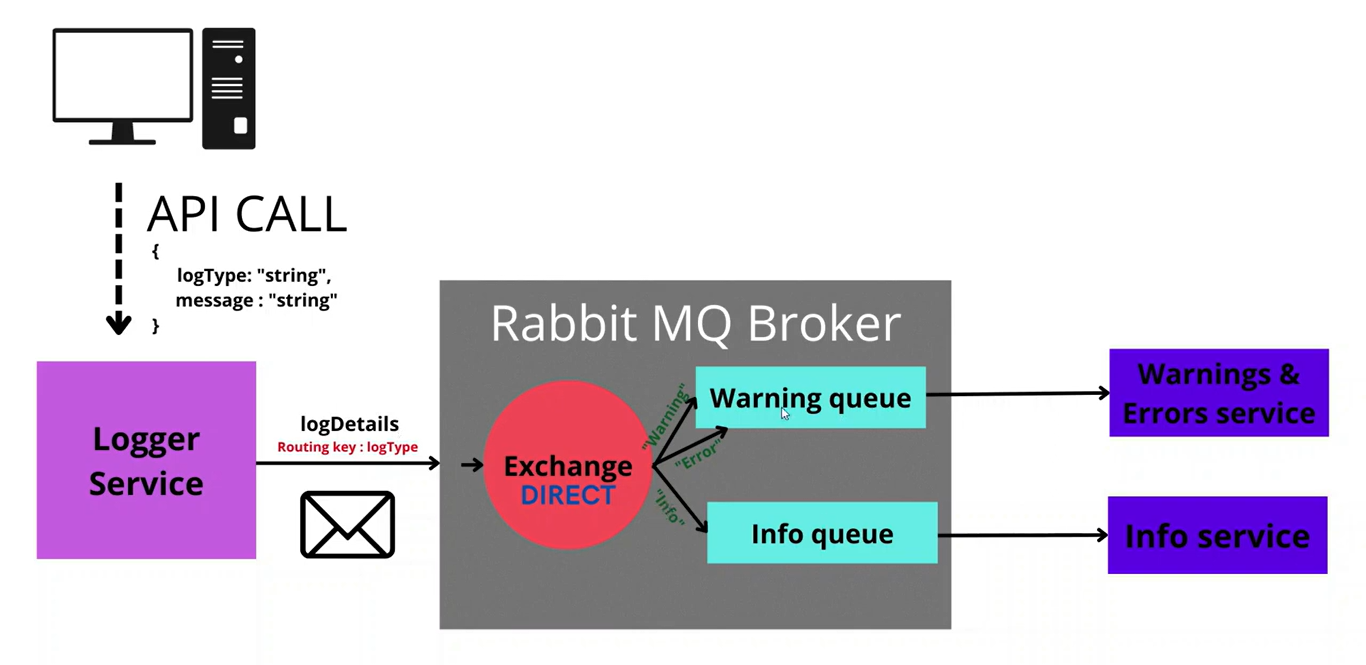 API CALL
{
logType: "string",
message : "string"
}
Rabbit MQ Broker
Logger
Service
logDetails
Routing key : logType
Exchange
DIRECT
"Warning"
"Error"
"Info"
Warning queue
Info queue
Warnings &
Errors service
Info service